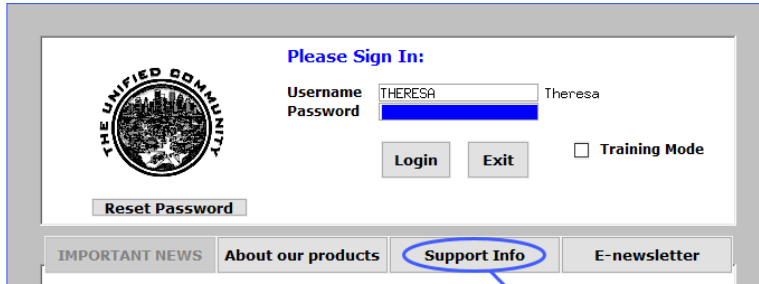 Please Sign In:
THE UNIFIED COMMUNITY
Username THERESA Theresa
Password
Login Exit Training Mode
Reset Password
IMPORTANT NEWS About our products Support Info E-newsletter